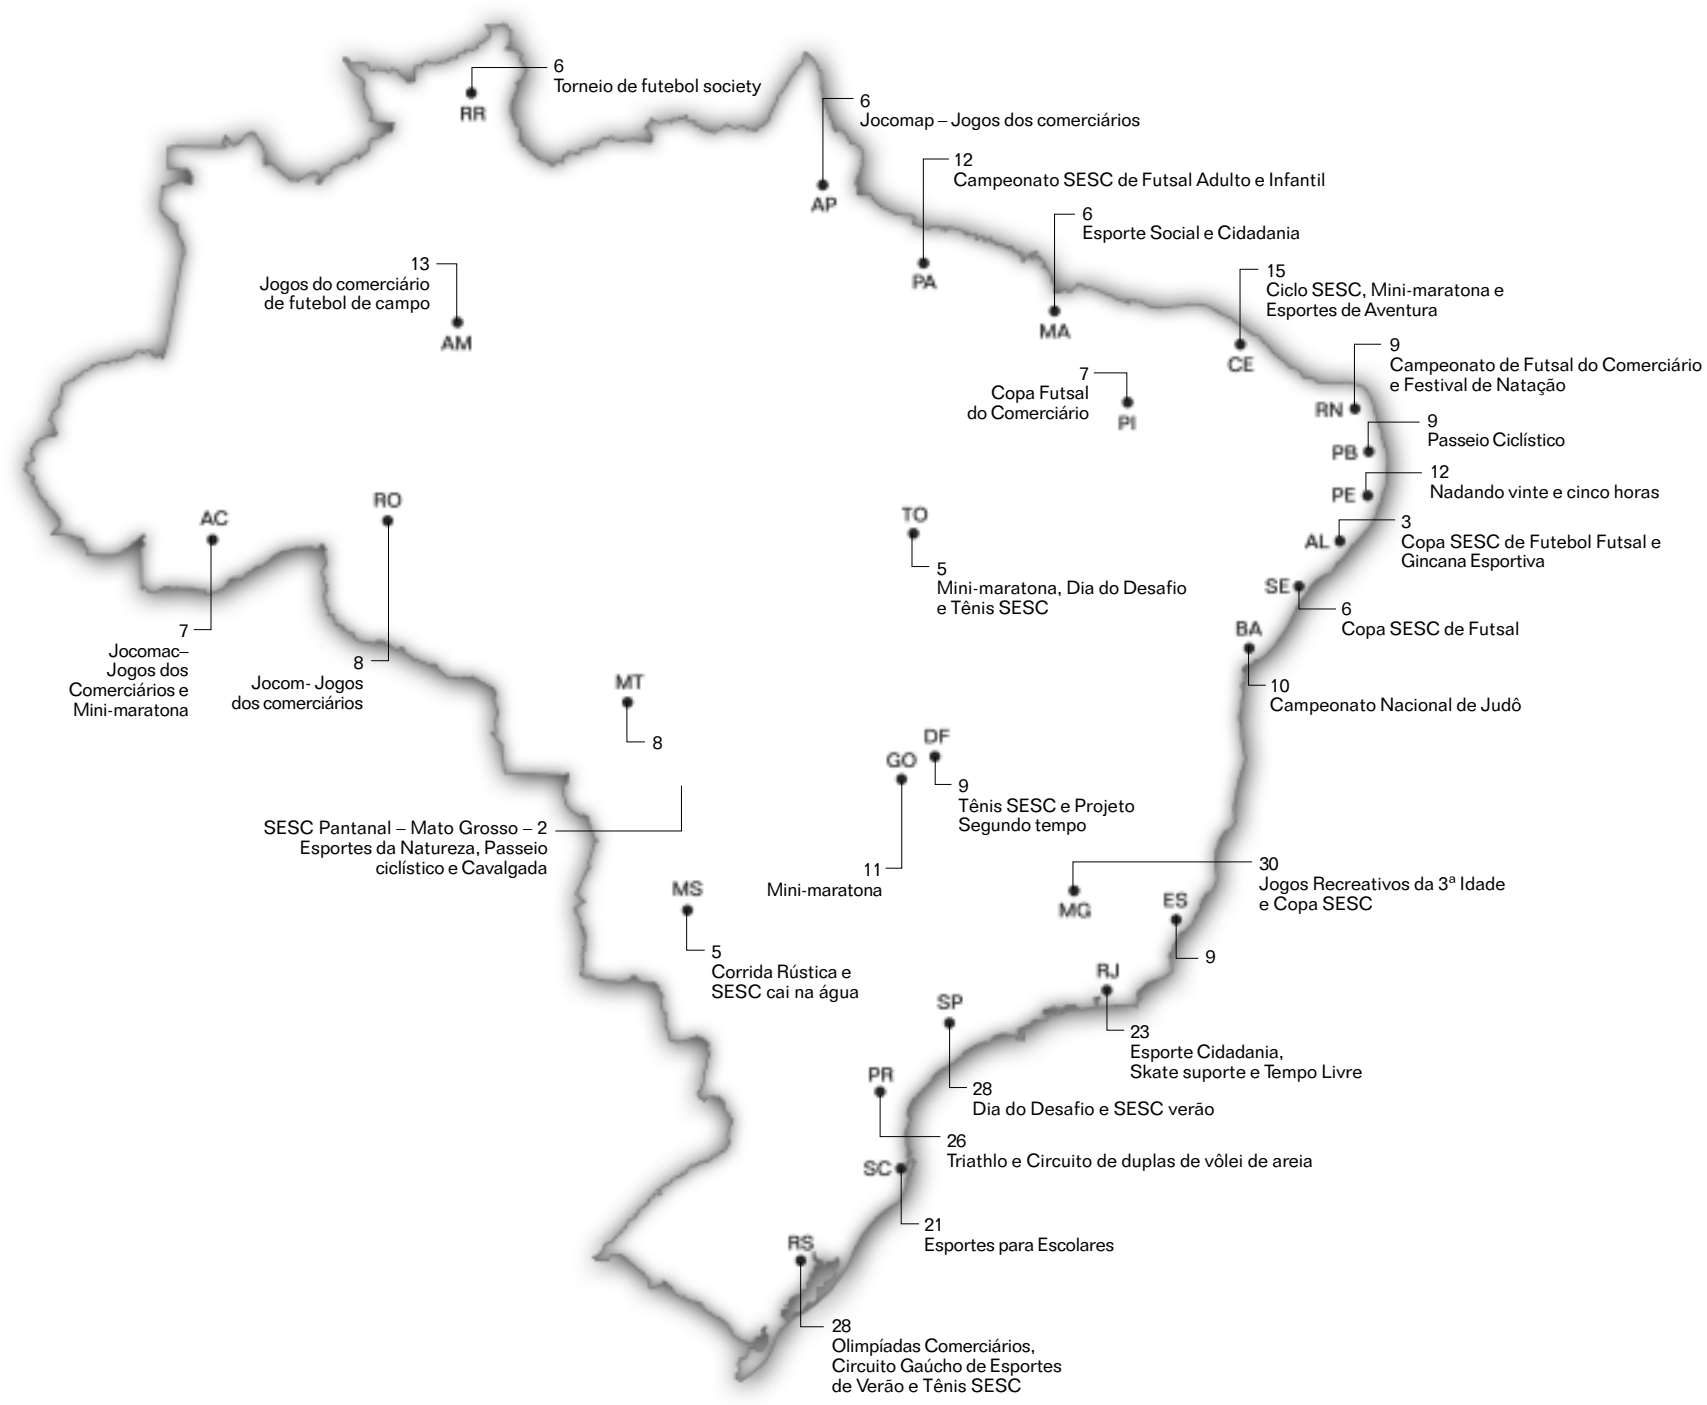 6
Torneio de futebol society
RR
6
Jocomap – Jogos dos comerciários
AP
12
Campeonato SESC de Futsal Adulto e Infantil
PA
6
Esporte Social e Cidadania
MA
13
Jogos do comerciário
de futebol de campo
AM
15
Ciclo SESC, Mini-maratona e
Esportes de Aventura
CE
7
Copa Futsal
do Comerciário
PI
9
Campeonato de Futsal do Comerciário
e Festival de Natação
RN
9
Passeio Ciclístico
PB
12
Nadando vinte e cinco horas
PE
3
Copa SESC de Futebol Futsal e
Gincana Esportiva
AL
SE
6
Copa SESC de Futsal
BA
10
Campeonato Nacional de Judô
AC
7
Jocomac–
Jogos dos
Comerciários e
Mini-maratona
RO
8
Jocom- Jogos
dos comerciários
TO
5
Mini-maratona, Dia do Desafio
e Tênis SESC
MT
8
SESC Pantanal – Mato Grosso – 2
Esportes da Natureza, Passeio
ciclístico e Cavalgada
DF
9
Tênis SESC e Projeto
Segundo tempo
GO
11
Mini-maratona
MS
5
Corrida Rústica e
SESC cai na água
30
Jogos Recreativos da 3ª Idade
e Copa SESC
MG
ES
9
RJ
23
Esporte Cidadania,
Skate suporte e Tempo Livre
SP
28
Dia do Desafio e SESC verão
PR
26
Triathlo e Circuito de duplas de vôlei de areia
SC
21
Esportes para Escolares
RS
28
Olimpíadas Comerciários,
Circuito Gaúcho de Esportes
de Verão e Tênis SESC